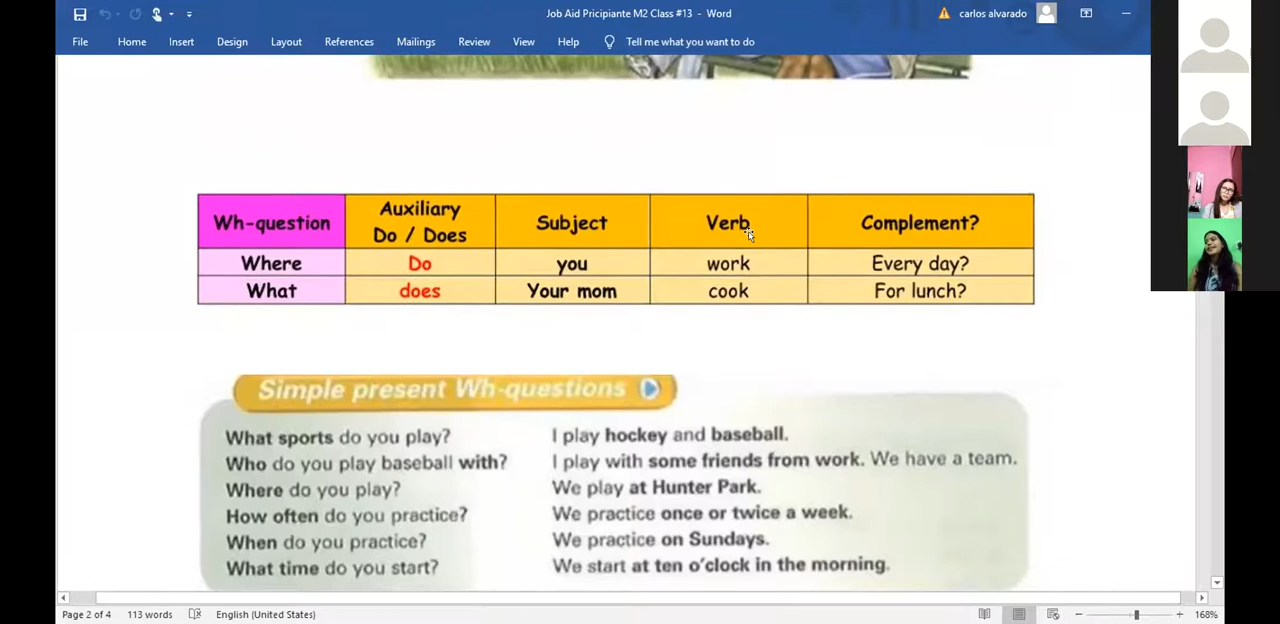 Job Aid Pricipiante M2 Class #13 - Word
carlos alvarado
File Home Insert Design Layout References Mailings Review View Help Tell me what you want to do
Wh-question Auxiliary Do / Does Subject Verb Complement?
Where Do you work Every day?
What does Your mom cook For lunch?
Simple present Wh-questions
What sports do you play? I play hockey and baseball.
Who do you play baseball with? I play with some friends from work. We have a team.
Where do you play? We play at Hunter Park.
How often do you practice? We practice once or twice a week.
When do you practice? We practice on Sundays.
What time do you start? We start at ten o'clock in the morning.
Page 2 of 4 113 words English (United States) 168%